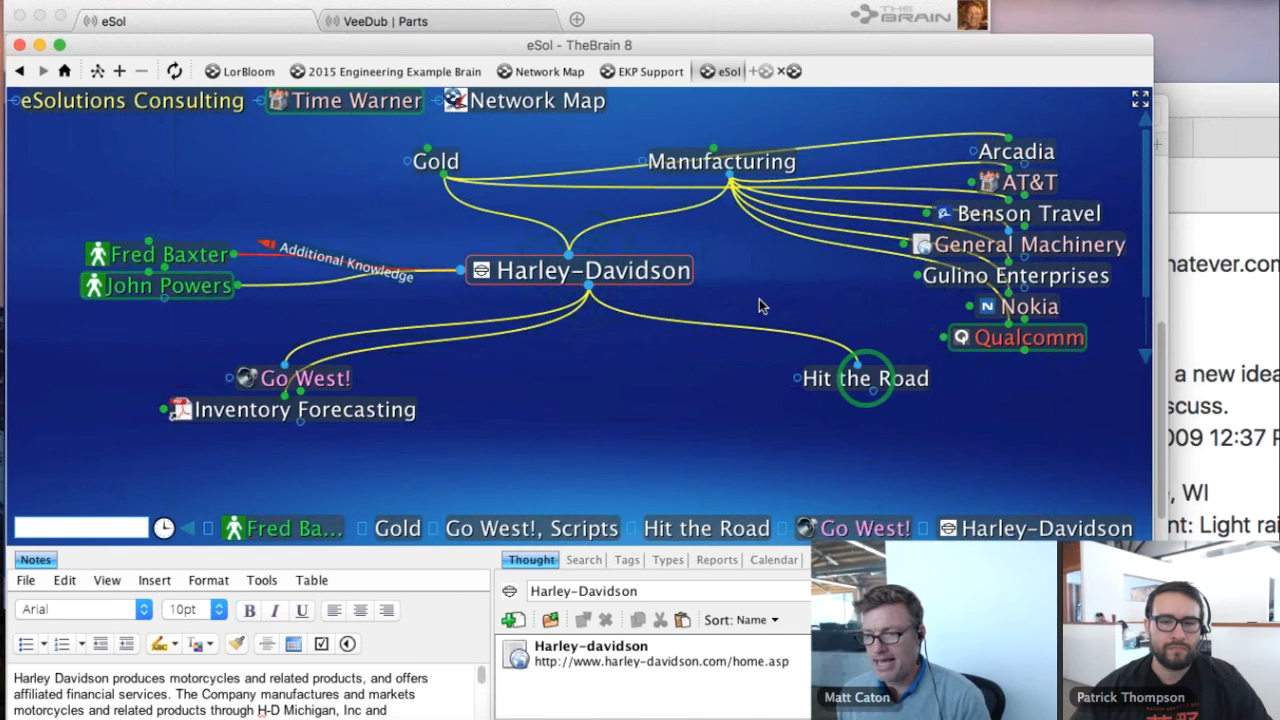 eSol
VeeDub | Parts
THE BRAIN
eSol - TheBrain 8
LorBloom
2015 Engineering Example Brain
Network Map
EKP Support
eSol
eSolutions Consulting
Time Warner
Network Map
Gold
Manufacturing
Arcadia
AT&T
Benson Travel
General Machinery
Gulino Enterprises
Nokia
Qualcomm
Fred Baxter
John Powers
Additional Knowledge
Harley-Davidson
Go West!
Inventory Forecasting
Hit the Road
Fred Ba...
Gold
Go West!, Scripts
Hit the Road
Go West!
Harley-Davidson
hatever.com
a new idea
scuss.
009 12:37 P
, WI
nt: Light rai
Notes
File Edit View Insert Format Tools Table
Arial 10pt B I U
Harley Davidson produces motorcycles and related products, and offers
affiliated financial services. The Company manufactures and markets
motorcycles and related products through H-D Michigan, Inc and
Thought Search Tags Types Reports Calendar
Harley-Davidson
Sort: Name
Harley-davidson
http://www.harley-davidson.com/home.asp
Matt Caton
Patrick Thompson